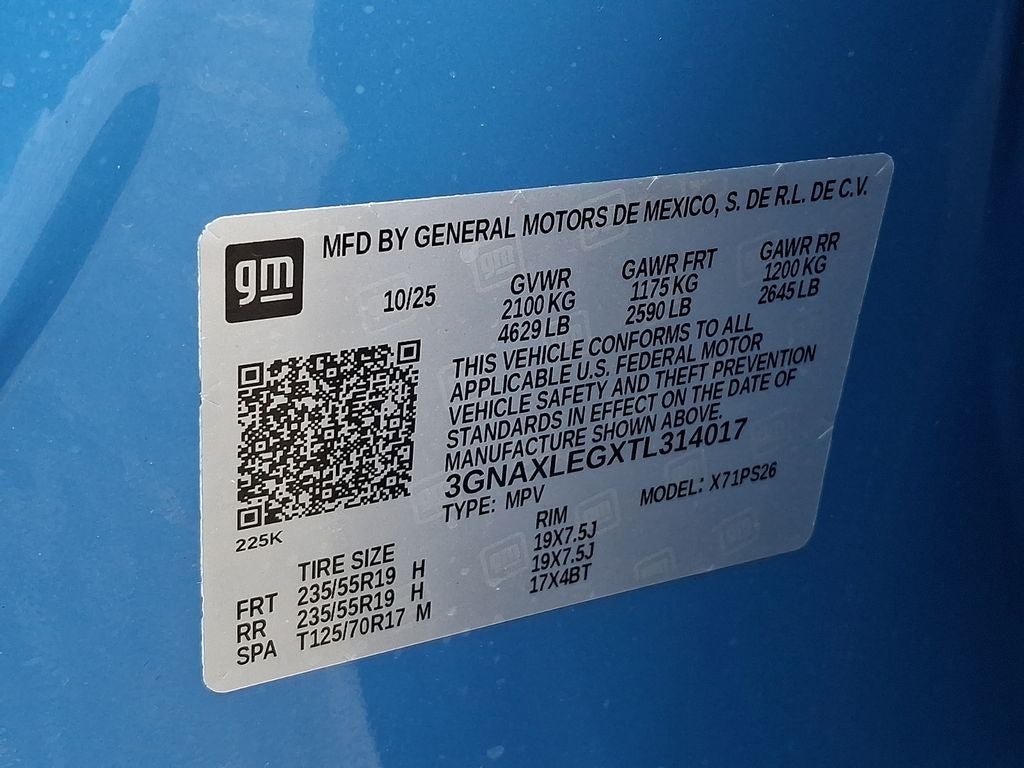 gm
MFD BY GENERAL MOTORS DE MEXICO, S. DE R.L. DE C.V.
10/25
GVWR
2100 KG
4629 LB
GAWR FRT
1175 KG
2590 LB
GAWR RR
1200 KG
2645 LB
THIS VEHICLE CONFORMS TO ALL
APPLICABLE U.S. FEDERAL MOTOR
VEHICLE SAFETY AND THEFT PREVENTION
STANDARDS IN EFFECT ON THE DATE OF
MANUFACTURE SHOWN ABOVE.
3GNAXLEGXTL314017
TYPE: MPV MODEL: X71PS26
225K
TIRE SIZE RIM
FRT 235/55R19 H 19X7.5J
RR 235/55R19 H 19X7.5J
SPA T125/70R17 M 17X4BT